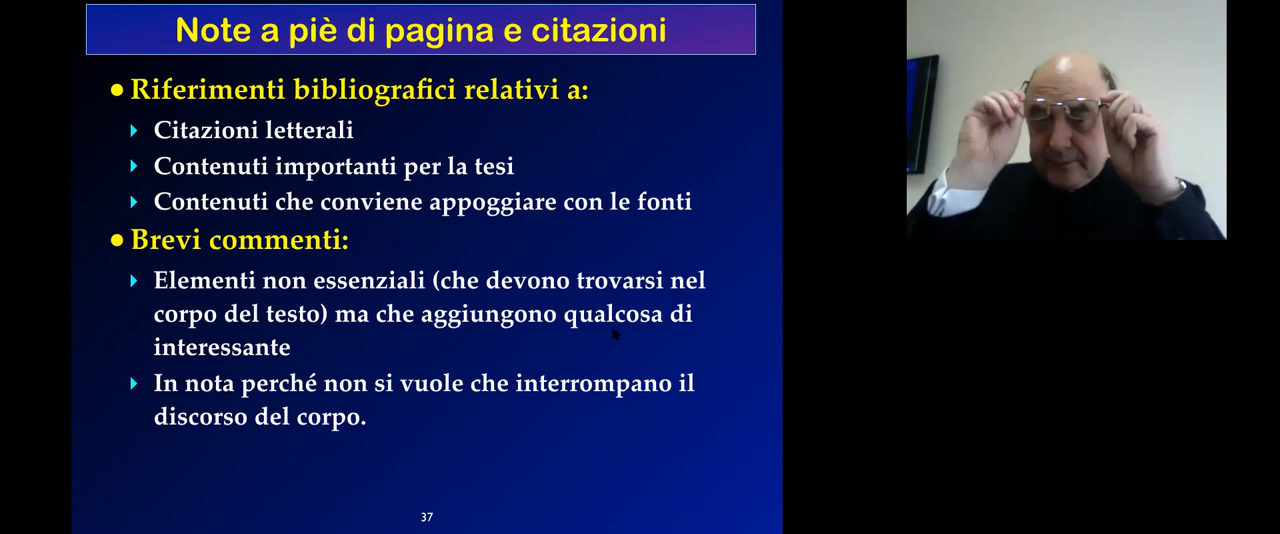 Note a piè di pagina e citazioni
Riferimenti bibliografici relativi a:
Citazioni letterali
Contenuti importanti per la tesi
Contenuti che conviene appoggiare con le fonti
Brevi commenti:
Elementi non essenziali (che devono trovarsi nel
corpo del testo) ma che aggiungono qualcosa di
interessante
In nota perché non si vuole che interrompano il
discorso del corpo.
37